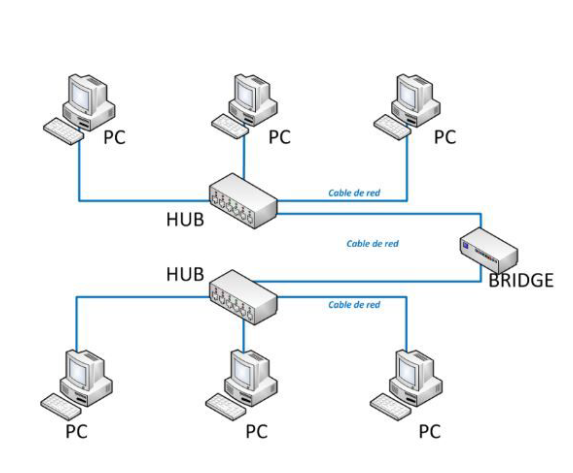 PC
PC
PC
Cable de red
HUB
Cable de red
HUB
BRIDGE
Cable de red
PC
PC
PC